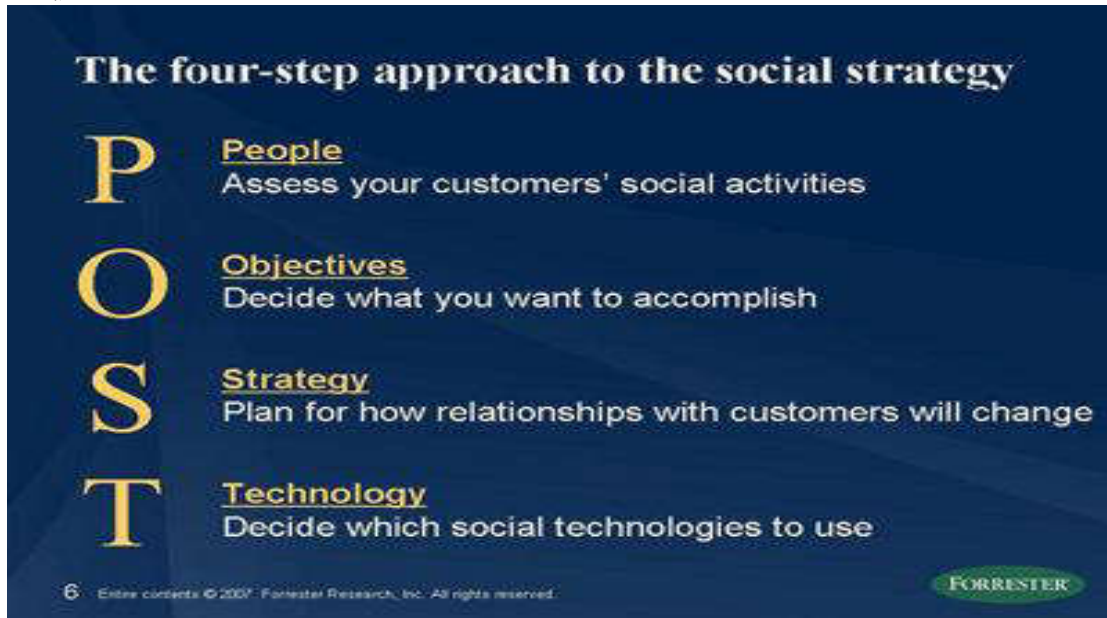 The four-step approach to the social strategy
P
People
Assess your customers' social activities
O
Objectives
Decide what you want to accomplish
S
Strategy
Plan for how relationships with customers will change
T
Technology
Decide which social technologies to use
6 Entire contents © 2007 Forrester Research, Inc. All rights reserved.
FORRESTER